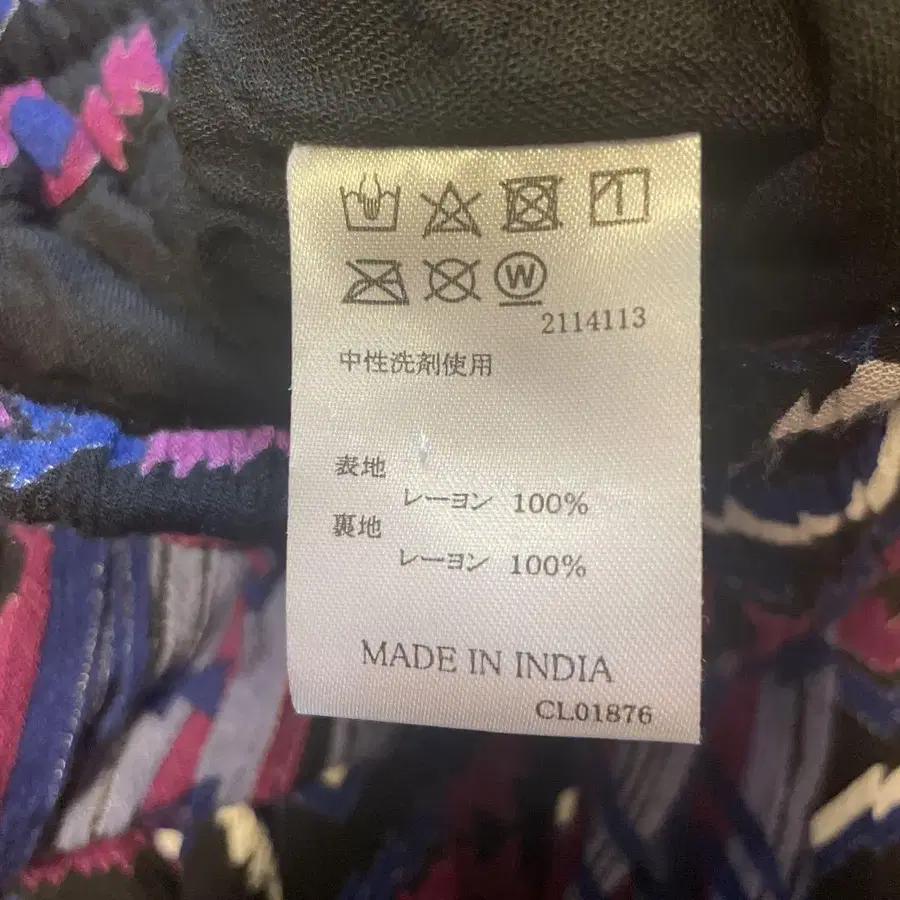 W
2114113
中性洗剤使用
表地
レーヨン 100%
裏地
レーヨン 100%
MADE IN INDIA
CL01876